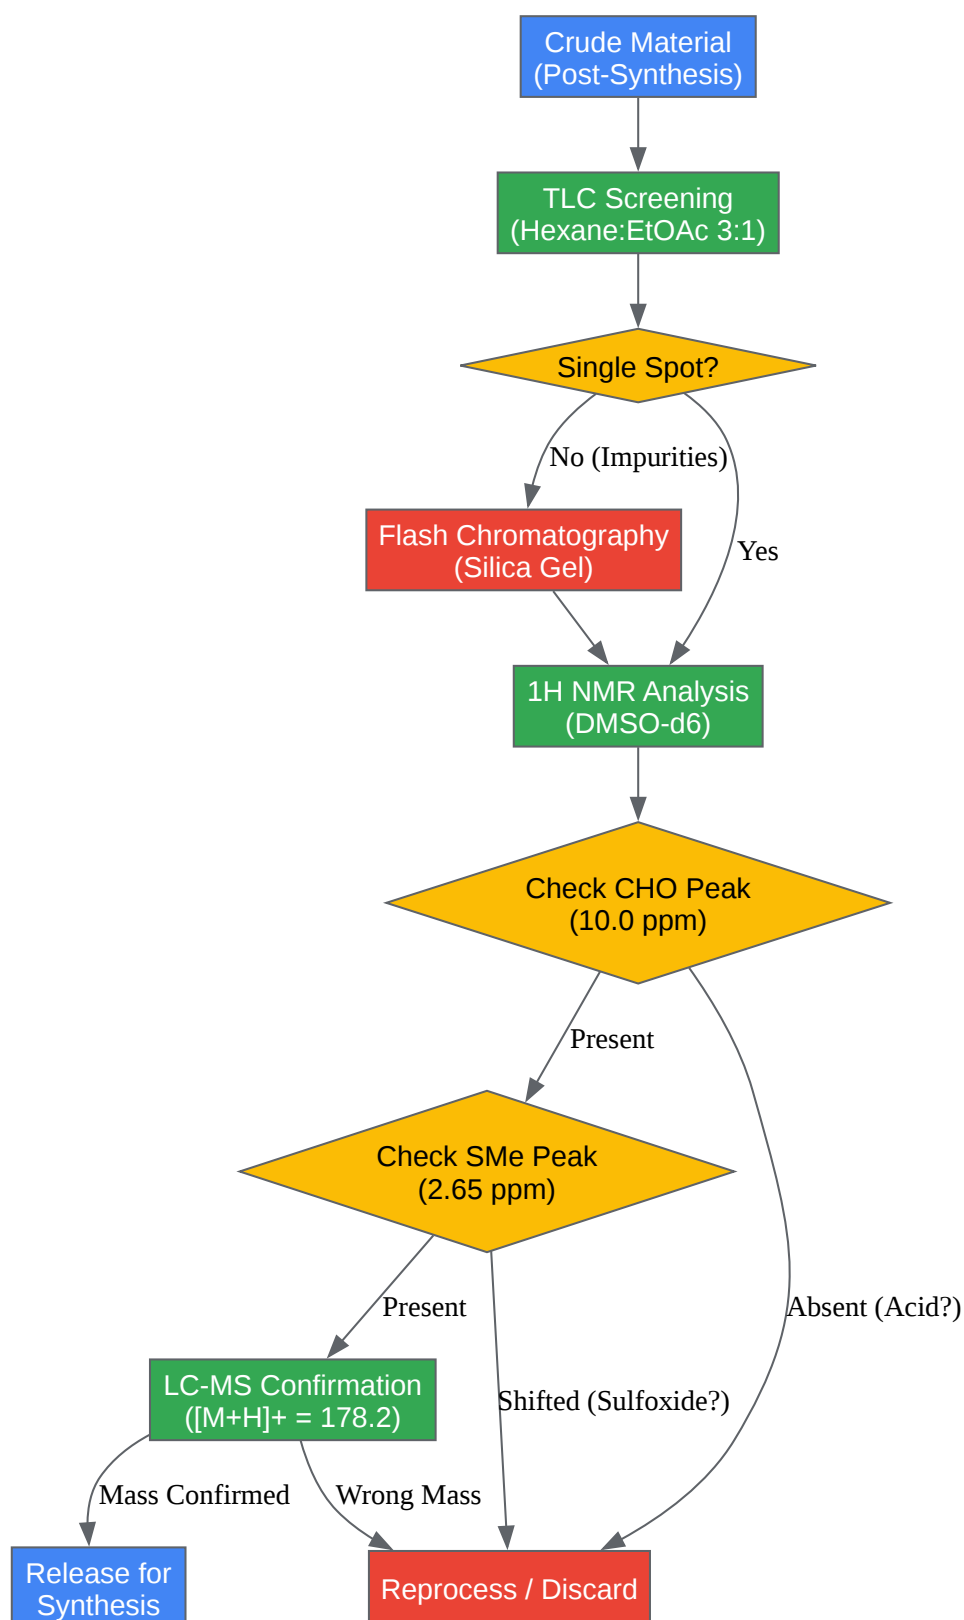 Crude Material
(Post-Synthesis)
TLC Screening
(Hexane:EtOAc 3:1)
Single Spot?
No (Impurities)
Flash Chromatography
(Silica Gel)
Yes
1H NMR Analysis
(DMSO-d6)
Check CHO Peak
(10.0 ppm)
Present
Check SMe Peak
(2.65 ppm)
Present
Absent (Acid?)
LC-MS Confirmation
([M+H]+ = 178.2)
Shifted (Sulfoxide?)
Mass Confirmed
Wrong Mass
Release for
Synthesis
Reprocess / Discard